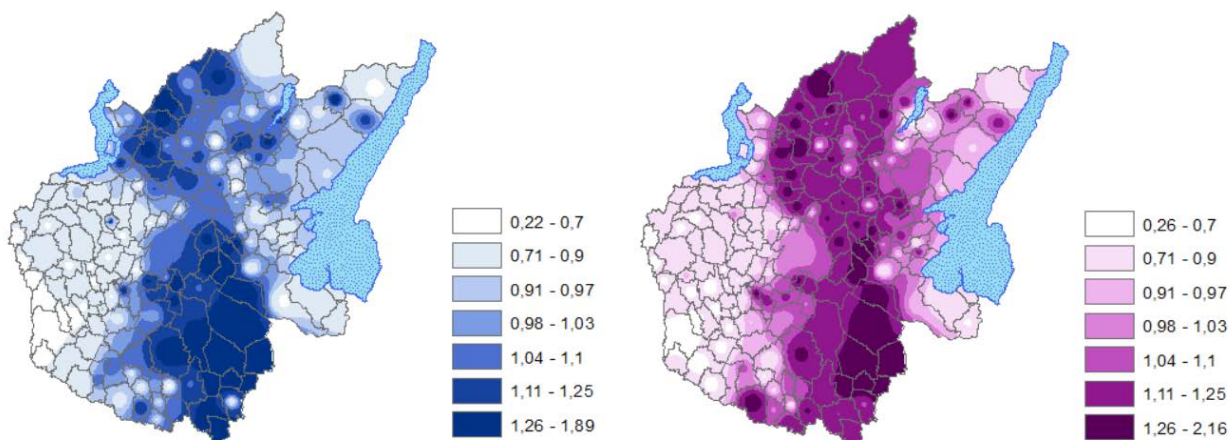 0,22 - 0,7
0,71 - 0,9
0,91 - 0,97
0,98 - 1,03
1,04 - 1,1
1,11 - 1,25
1,26 - 1,89
0,26 - 0,7
0,71 - 0,9
0,91 - 0,97
0,98 - 1,03
1,04 - 1,1
1,11 - 1,25
1,26 - 2,16